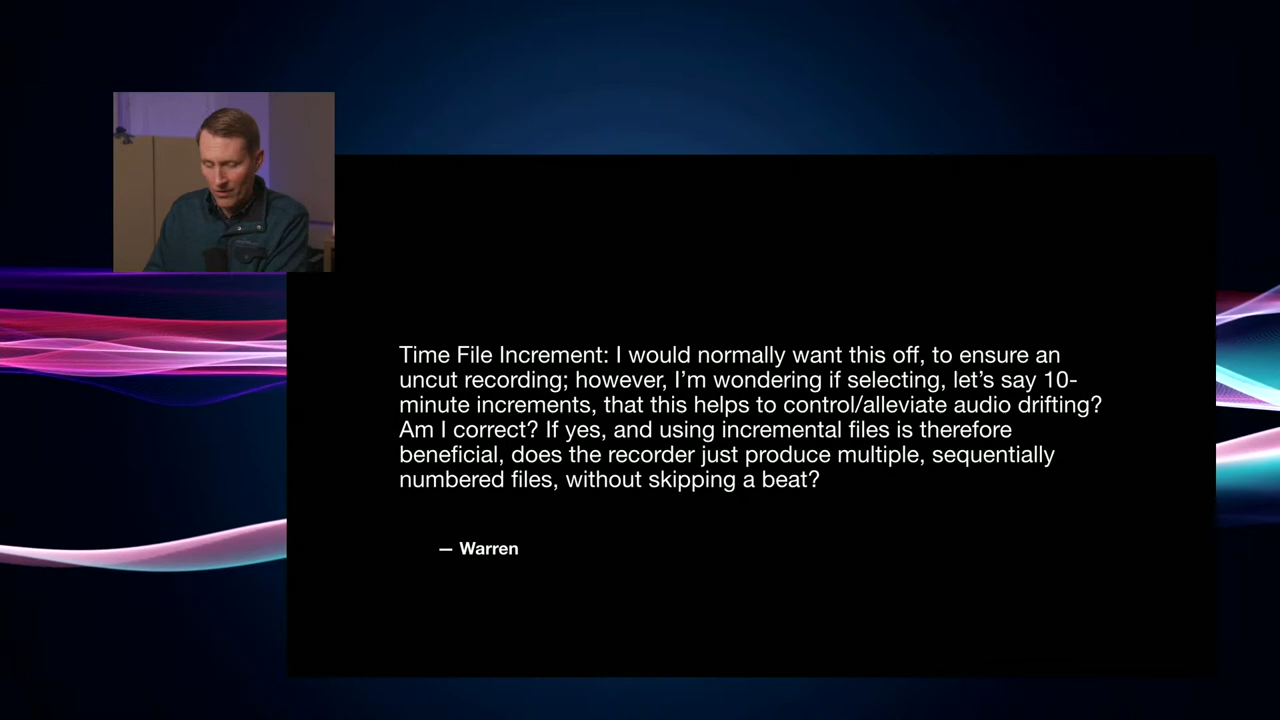 Time File Increment: I would normally want this off, to ensure an
uncut recording; however, I’m wondering if selecting, let’s say 10-
minute increments, that this helps to control/alleviate audio drifting?
Am I correct? If yes, and using incremental files is therefore
beneficial, does the recorder just produce multiple, sequentially
numbered files, without skipping a beat?
— Warren